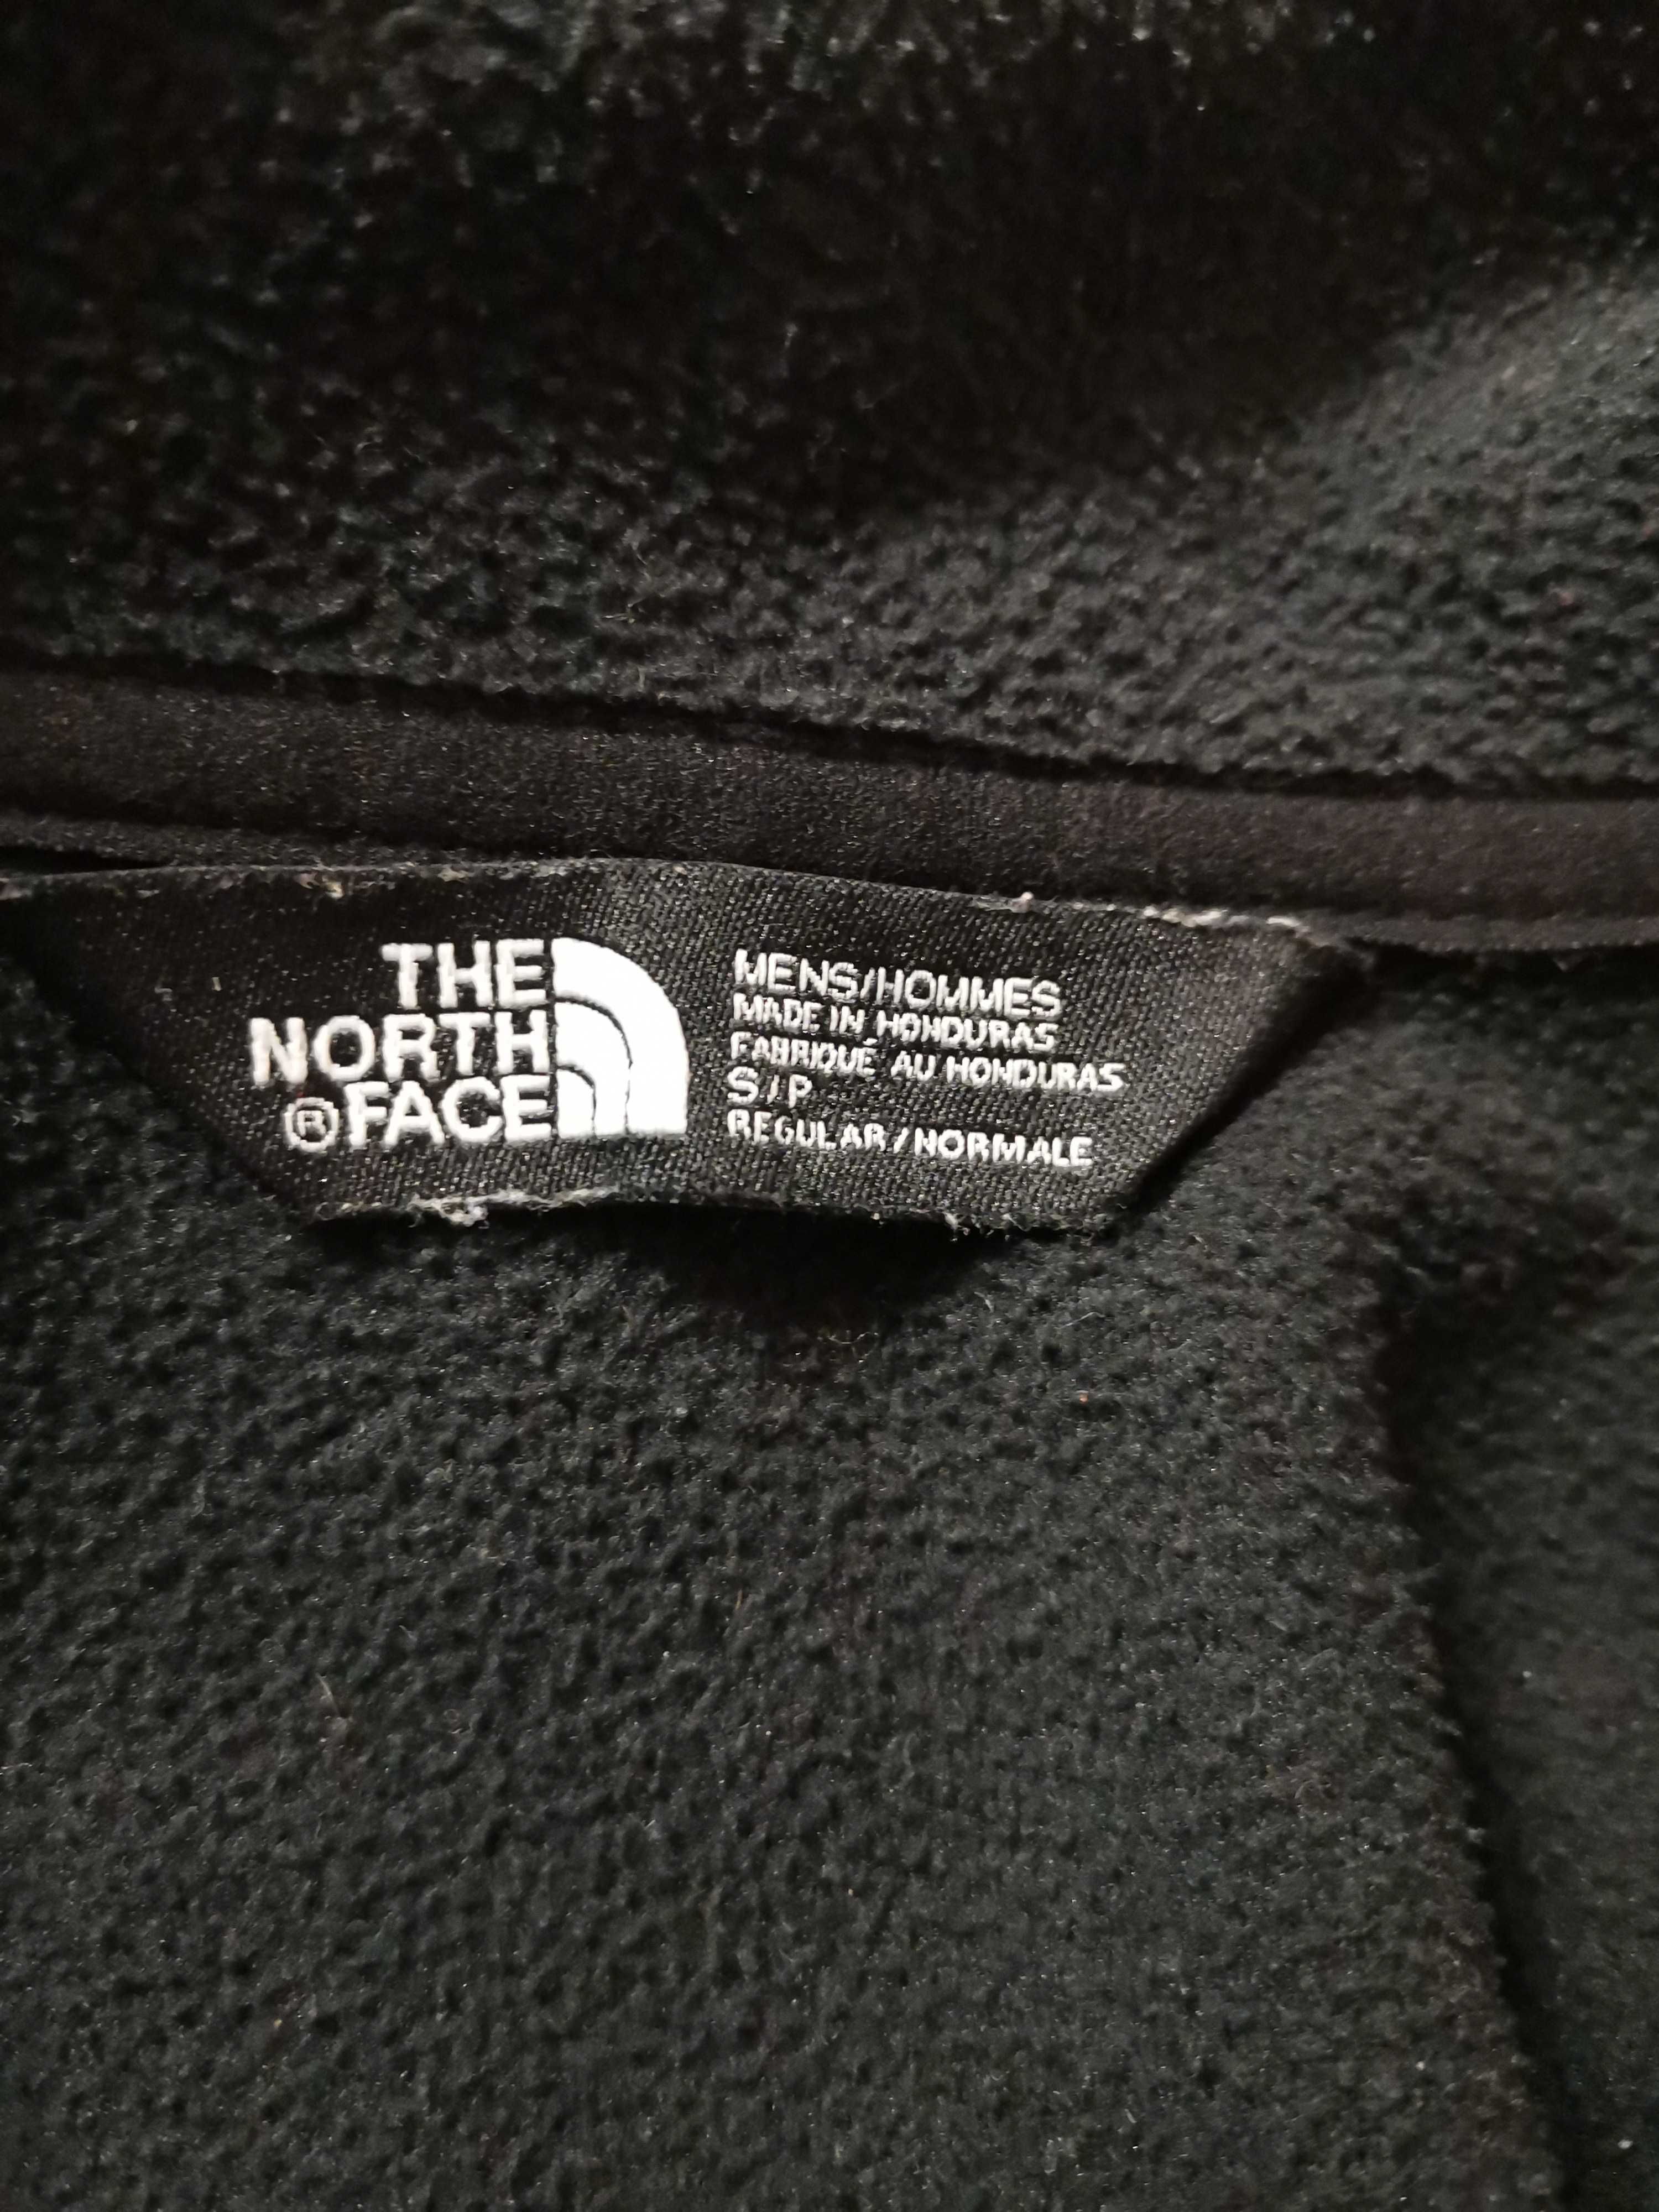 THE
NORTH
®FACE
MENS/HOMMES
MADE IN HONDURAS
FABRIQUÉ AU HONDURAS
S/P
REGULAR/NORMALE